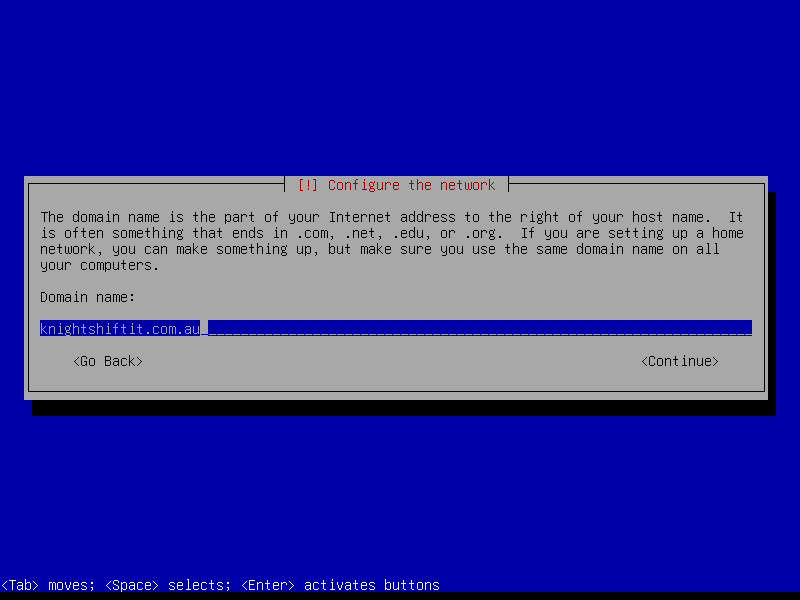 [!] Configure the network
The domain name is the part of your Internet address to the right of your host name.  It
is often something that ends in .com, .net, .edu, or .org.  If you are setting up a home
network, you can make something up, but make sure you use the same domain name on all
your computers.
Domain name:
knightshiftit.com.au
<Go Back> <Continue>
<Tab> moves; <Space> selects; <Enter> activates buttons